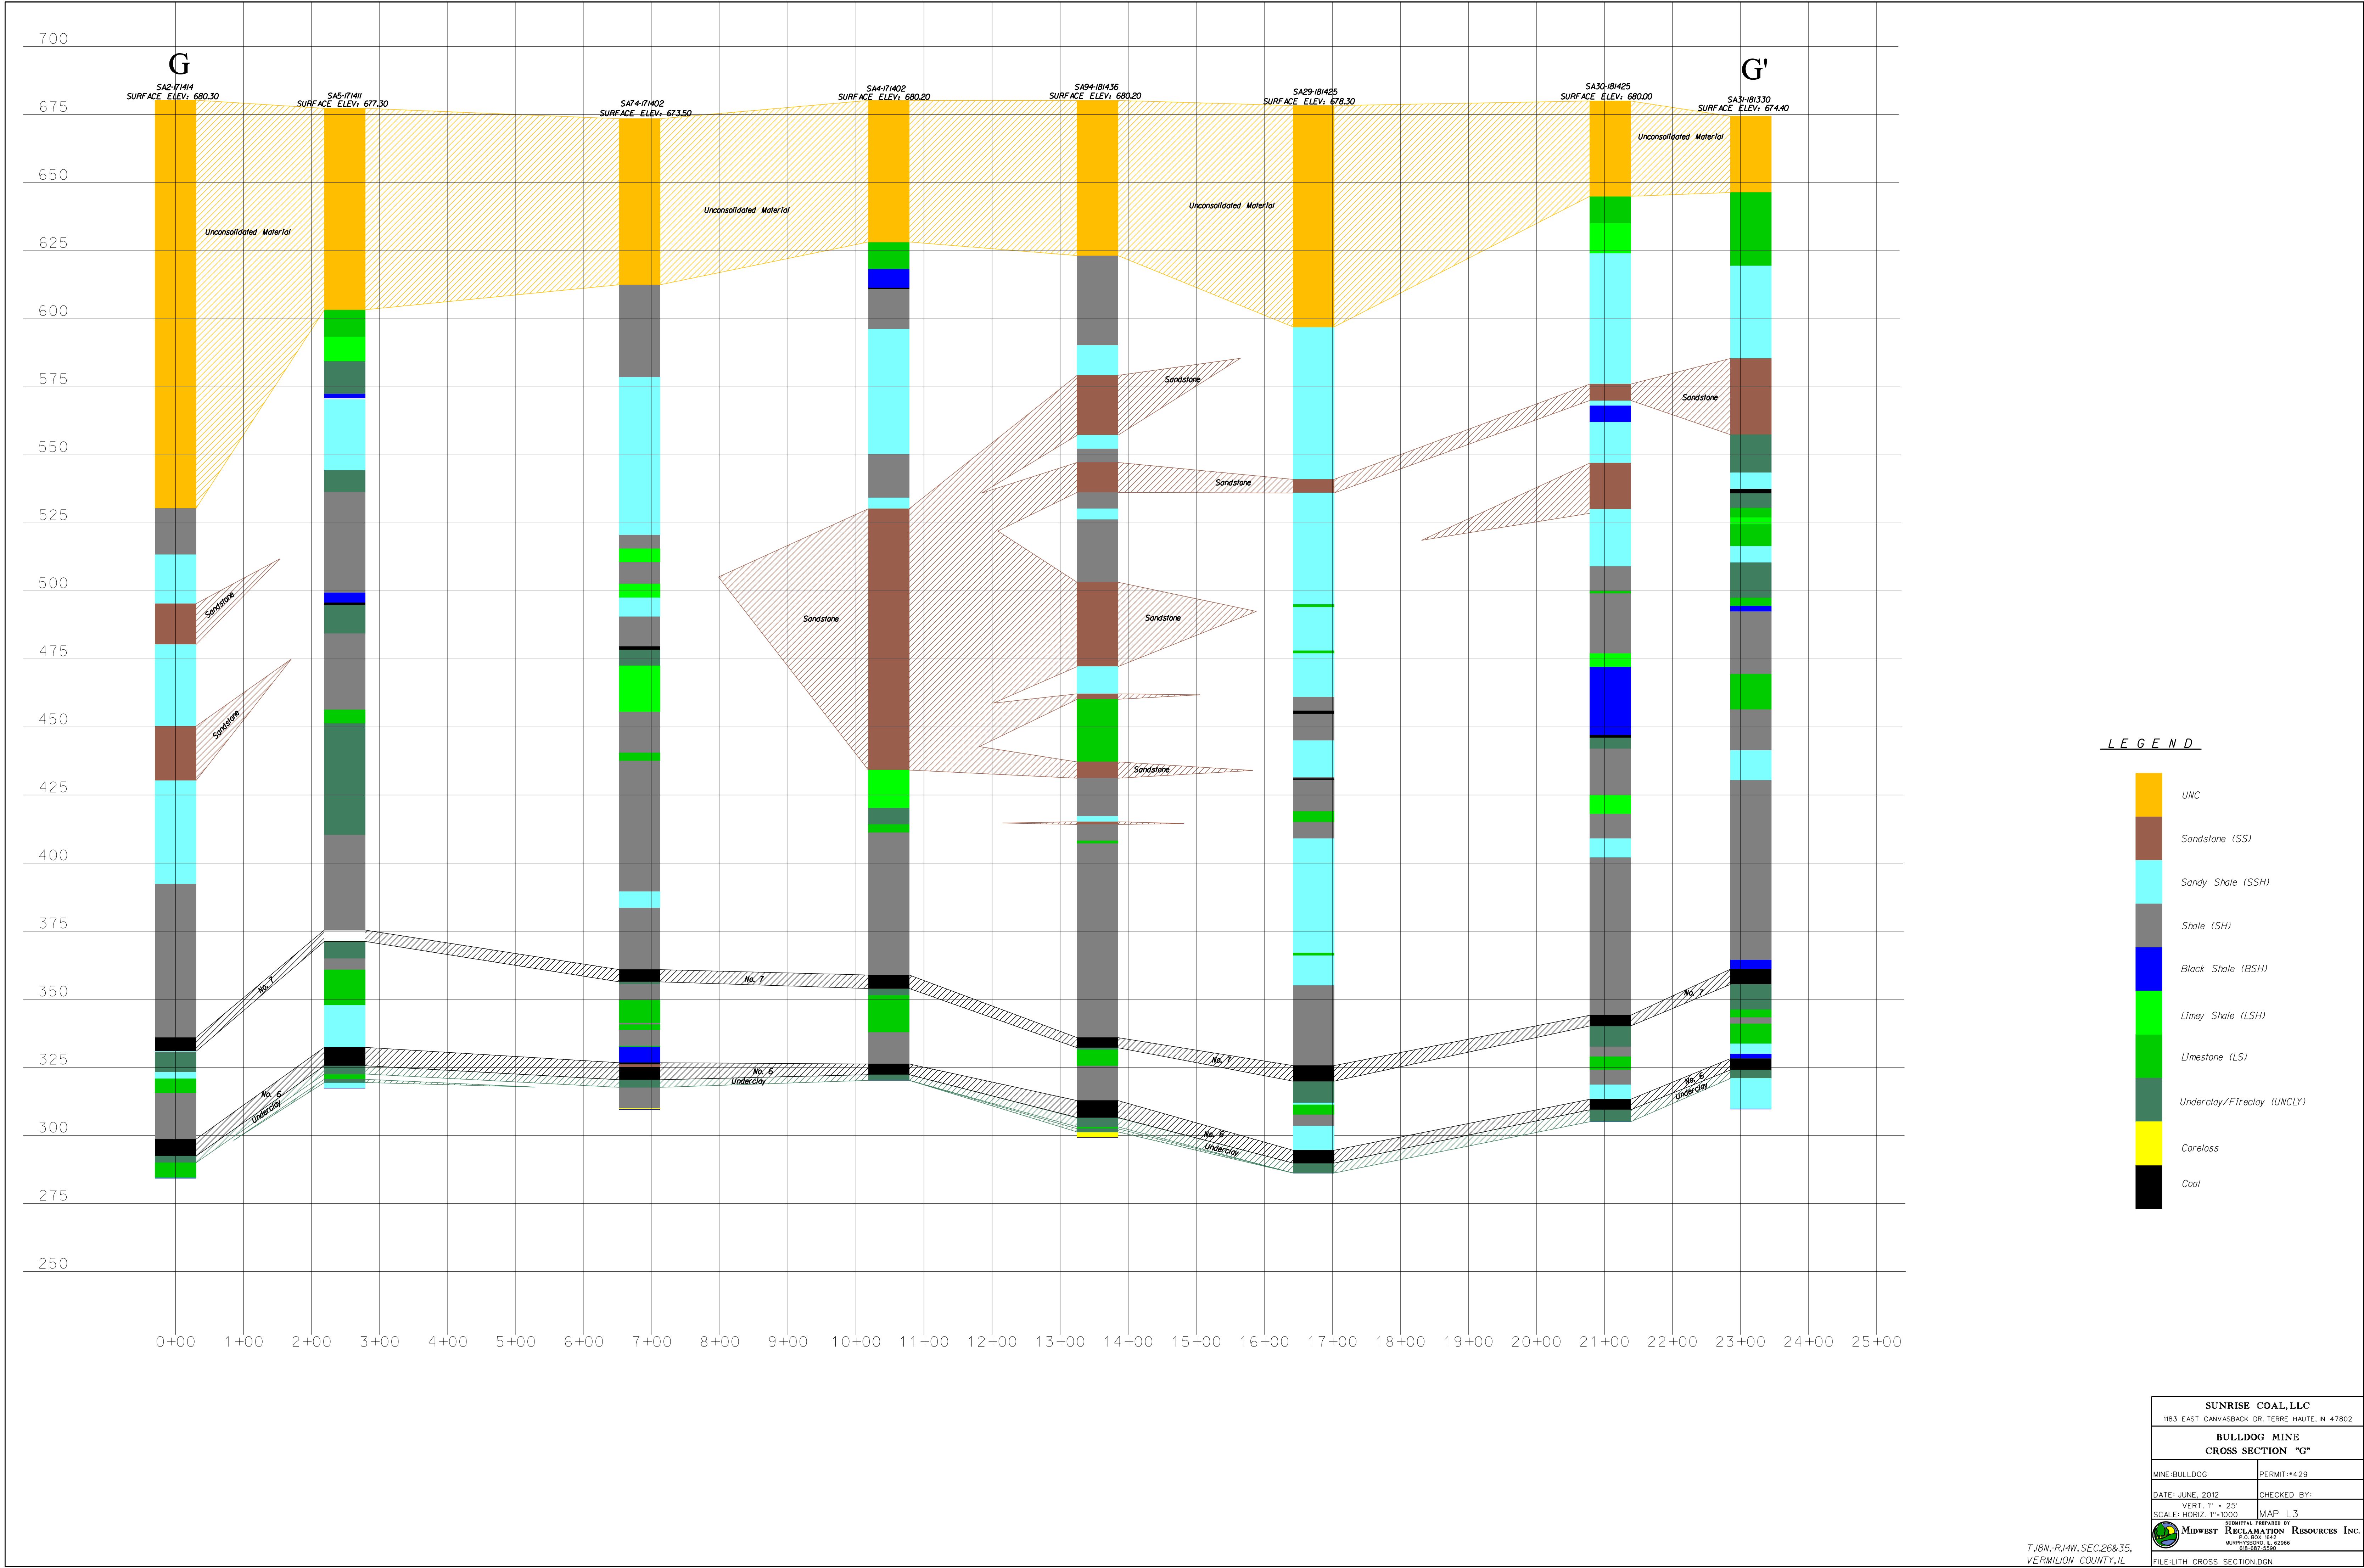 G
G'
SA2-171414
SURFACE ELEV: 680.30
SA5-171411
SURFACE ELEV: 677.30
SA74-171402
SURFACE ELEV: 673.50
SA4-171402
SURFACE ELEV: 680.20
SA94-181436
SURFACE ELEV: 680.20
SA29-181425
SURFACE ELEV: 678.30
SA30-181425
SURFACE ELEV: 680.00
SA31-181330
SURFACE ELEV: 674.40
700
675
650
625
600
575
550
525
500
475
450
425
400
375
350
325
300
275
250
Unconsolidated Material
Unconsolidated Material
Unconsolidated Material
Unconsolidated Material
Sandstone
Sandstone
Sandstone
Sandstone
Sandstone
Sandstone
Sandstone
Sandstone
No. 7
No. 7
No. 7
No. 7
No. 6
Underclay
No. 6
Underclay
No. 6
Underclay
No. 6
Underclay
0+00 1+00 2+00 3+00 4+00 5+00 6+00 7+00 8+00 9+00 10+00 11+00 12+00 13+00 14+00 15+00 16+00 17+00 18+00 19+00 20+00 21+00 22+00 23+00 24+00 25+00
LEGEND
UNC
Sandstone (SS)
Sandy Shale (SSH)
Shale (SH)
Black Shale (BSH)
Limey Shale (LSH)
Limestone (LS)
Underclay/Fireclay (UNCLY)
Coreloss
Coal
T.18N.-R.14W. SEC.26&35,
VERMILION COUNTY, IL
SUNRISE COAL, LLC
1183 EAST CANVASBACK DR. TERRE HAUTE, IN 47802
BULLDOG MINE
CROSS SECTION "G"
MINE:BULLDOG
PERMIT:*429
DATE: JUNE, 2012
CHECKED BY:
VERT. 1" = 25'
SCALE: HORIZ. 1"=1000
MAP L3
SUBMITTAL PREPARED BY
MIDWEST RECLAMATION RESOURCES INC.
P.O. BOX 1642
MURPHYSBORO, IL. 62966
618-687-5590
FILE:LITH CROSS SECTION.DGN